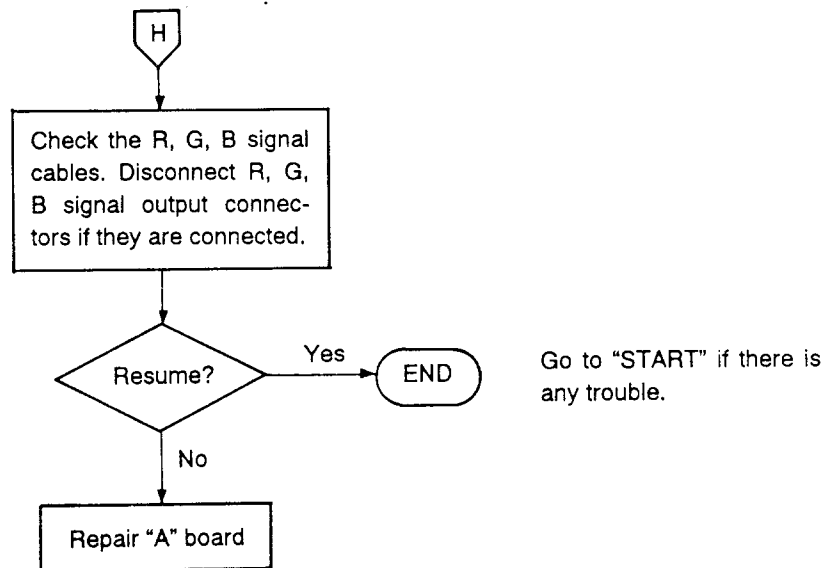 H
Check the R, G, B signal
cables. Disconnect R, G,
B signal output connec-
tors if they are connected.
Resume?
Yes
END
Go to “START” if there is
any trouble.
No
Repair “A” board